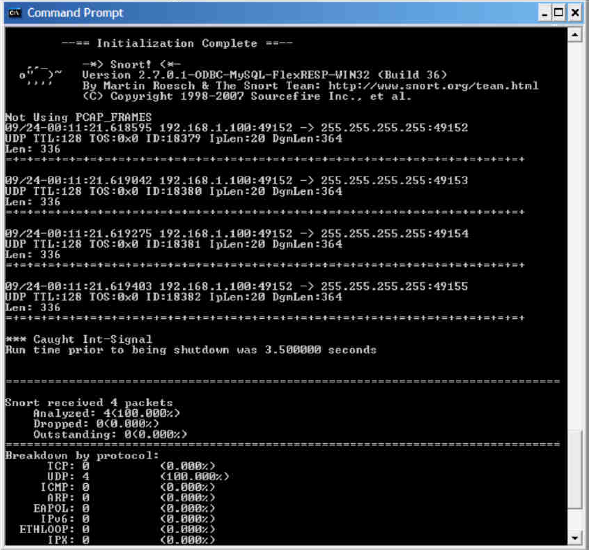 Command Prompt
--== Initialization Complete ==--
,,_     -*> Snort! <*-
o"  )~   Version 2.7.0.1-ODBC-MySQL-FlexRESP-WIN32 (Build 36)
''''    By Martin Roesch & The Snort Team: http://www.snort.org/team.html
(C) Copyright 1998-2007 Sourcefire Inc., et al.
Not Using PCAP_FRAMES
09/24-00:11:21.618595 192.168.1.100:49152 -> 255.255.255.255:49152
UDP TTL:128 TOS:0x0 ID:18379 IpLen:20 DgmLen:364
Len: 336
=+=+=+=+=+=+=+=+=+=+=+=+=+=+=+=+=+=+=+=+=+=+=+=+=+=+=+=+=+=+=+=+=+=+=+=+=+
09/24-00:11:21.619042 192.168.1.100:49152 -> 255.255.255.255:49153
UDP TTL:128 TOS:0x0 ID:18380 IpLen:20 DgmLen:364
Len: 336
=+=+=+=+=+=+=+=+=+=+=+=+=+=+=+=+=+=+=+=+=+=+=+=+=+=+=+=+=+=+=+=+=+=+=+=+=+
09/24-00:11:21.619275 192.168.1.100:49152 -> 255.255.255.255:49154
UDP TTL:128 TOS:0x0 ID:18381 IpLen:20 DgmLen:364
Len: 336
=+=+=+=+=+=+=+=+=+=+=+=+=+=+=+=+=+=+=+=+=+=+=+=+=+=+=+=+=+=+=+=+=+=+=+=+=+
09/24-00:11:21.619403 192.168.1.100:49152 -> 255.255.255.255:49155
UDP TTL:128 TOS:0x0 ID:18382 IpLen:20 DgmLen:364
Len: 336
=+=+=+=+=+=+=+=+=+=+=+=+=+=+=+=+=+=+=+=+=+=+=+=+=+=+=+=+=+=+=+=+=+=+=+=+=+
*** Caught Int-Signal
Run time prior to being shutdown was 3.500000 seconds
===============================================================================
Snort received 4 packets
Analyzed: 4(100.000%)
Dropped: 0(0.000%)
Outstanding: 0(0.000%)
===============================================================================
Breakdown by protocol:
TCP: 0          (0.000%)
UDP: 4          (100.000%)
ICMP: 0          (0.000%)
ARP: 0          (0.000%)
EAPOL: 0          (0.000%)
IPv6: 0          (0.000%)
ETHLOOP: 0          (0.000%)
IPX: 0          (0.000%)